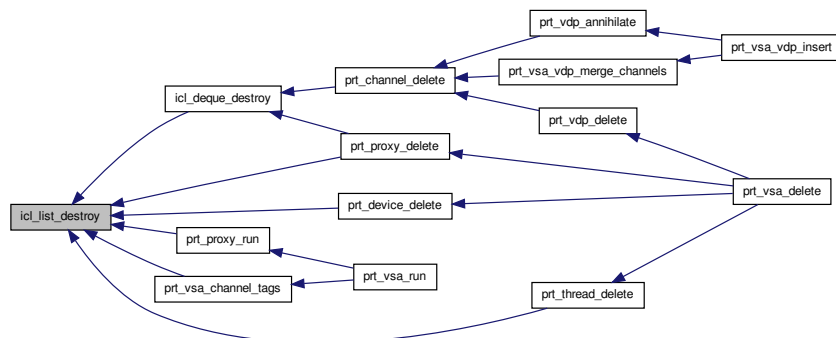 prt_vdp_annihilate
prt_vsa_vdp_insert
prt_vsa_vdp_merge_channels
prt_channel_delete
icl_deque_destroy
prt_vdp_delete
prt_proxy_delete
prt_vsa_delete
prt_device_delete
icl_list_destroy
prt_proxy_run
prt_vsa_run
prt_vsa_channel_tags
prt_thread_delete